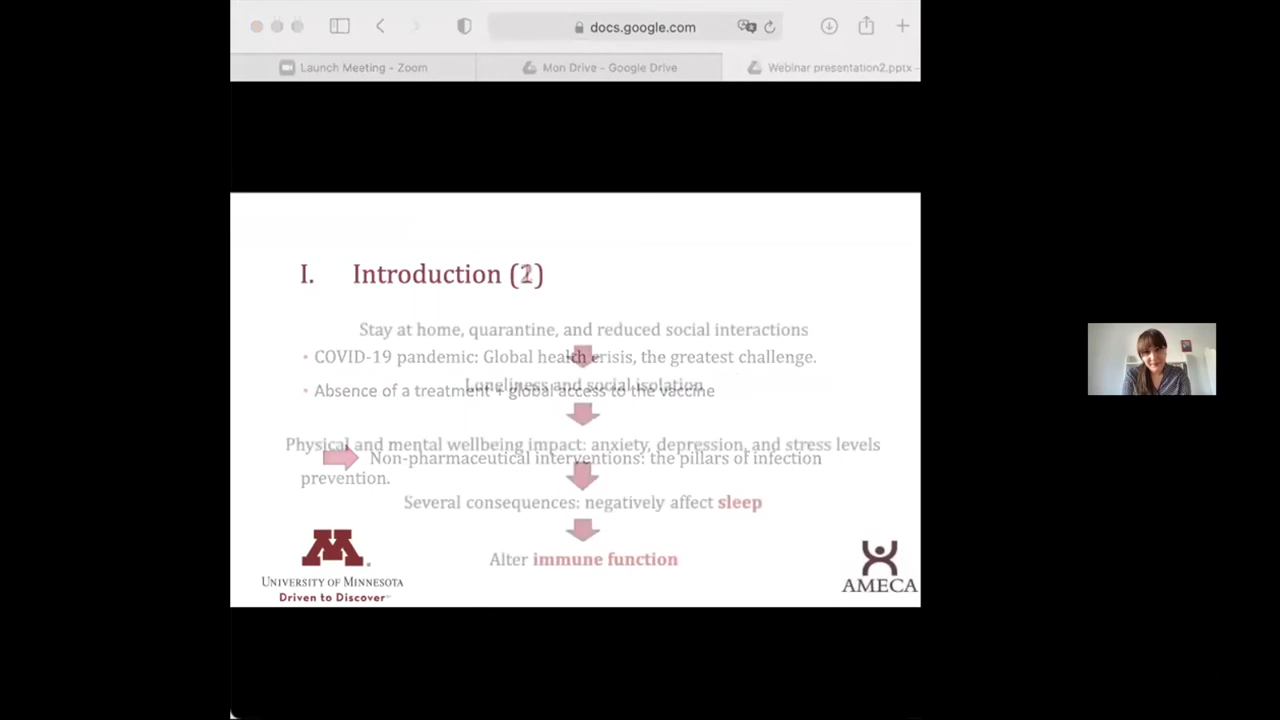 docs.google.com
Launch Meeting - Zoom
Mon Drive - Google Drive
Webinar presentation2.pptx -
I. Introduction (2)
Stay at home, quarantine, and reduced social interactions
• COVID-19 pandemic: Global health crisis, the greatest challenge.
Loneliness and social isolation
• Absence of a treatment + global access to the vaccine
Physical and mental wellbeing impact: anxiety, depression, and stress levels
Non-pharmaceutical interventions: the pillars of infection
prevention.
Several consequences: negatively affect sleep
Alter immune function
M
UNIVERSITY OF MINNESOTA
Driven to Discover
AMECA